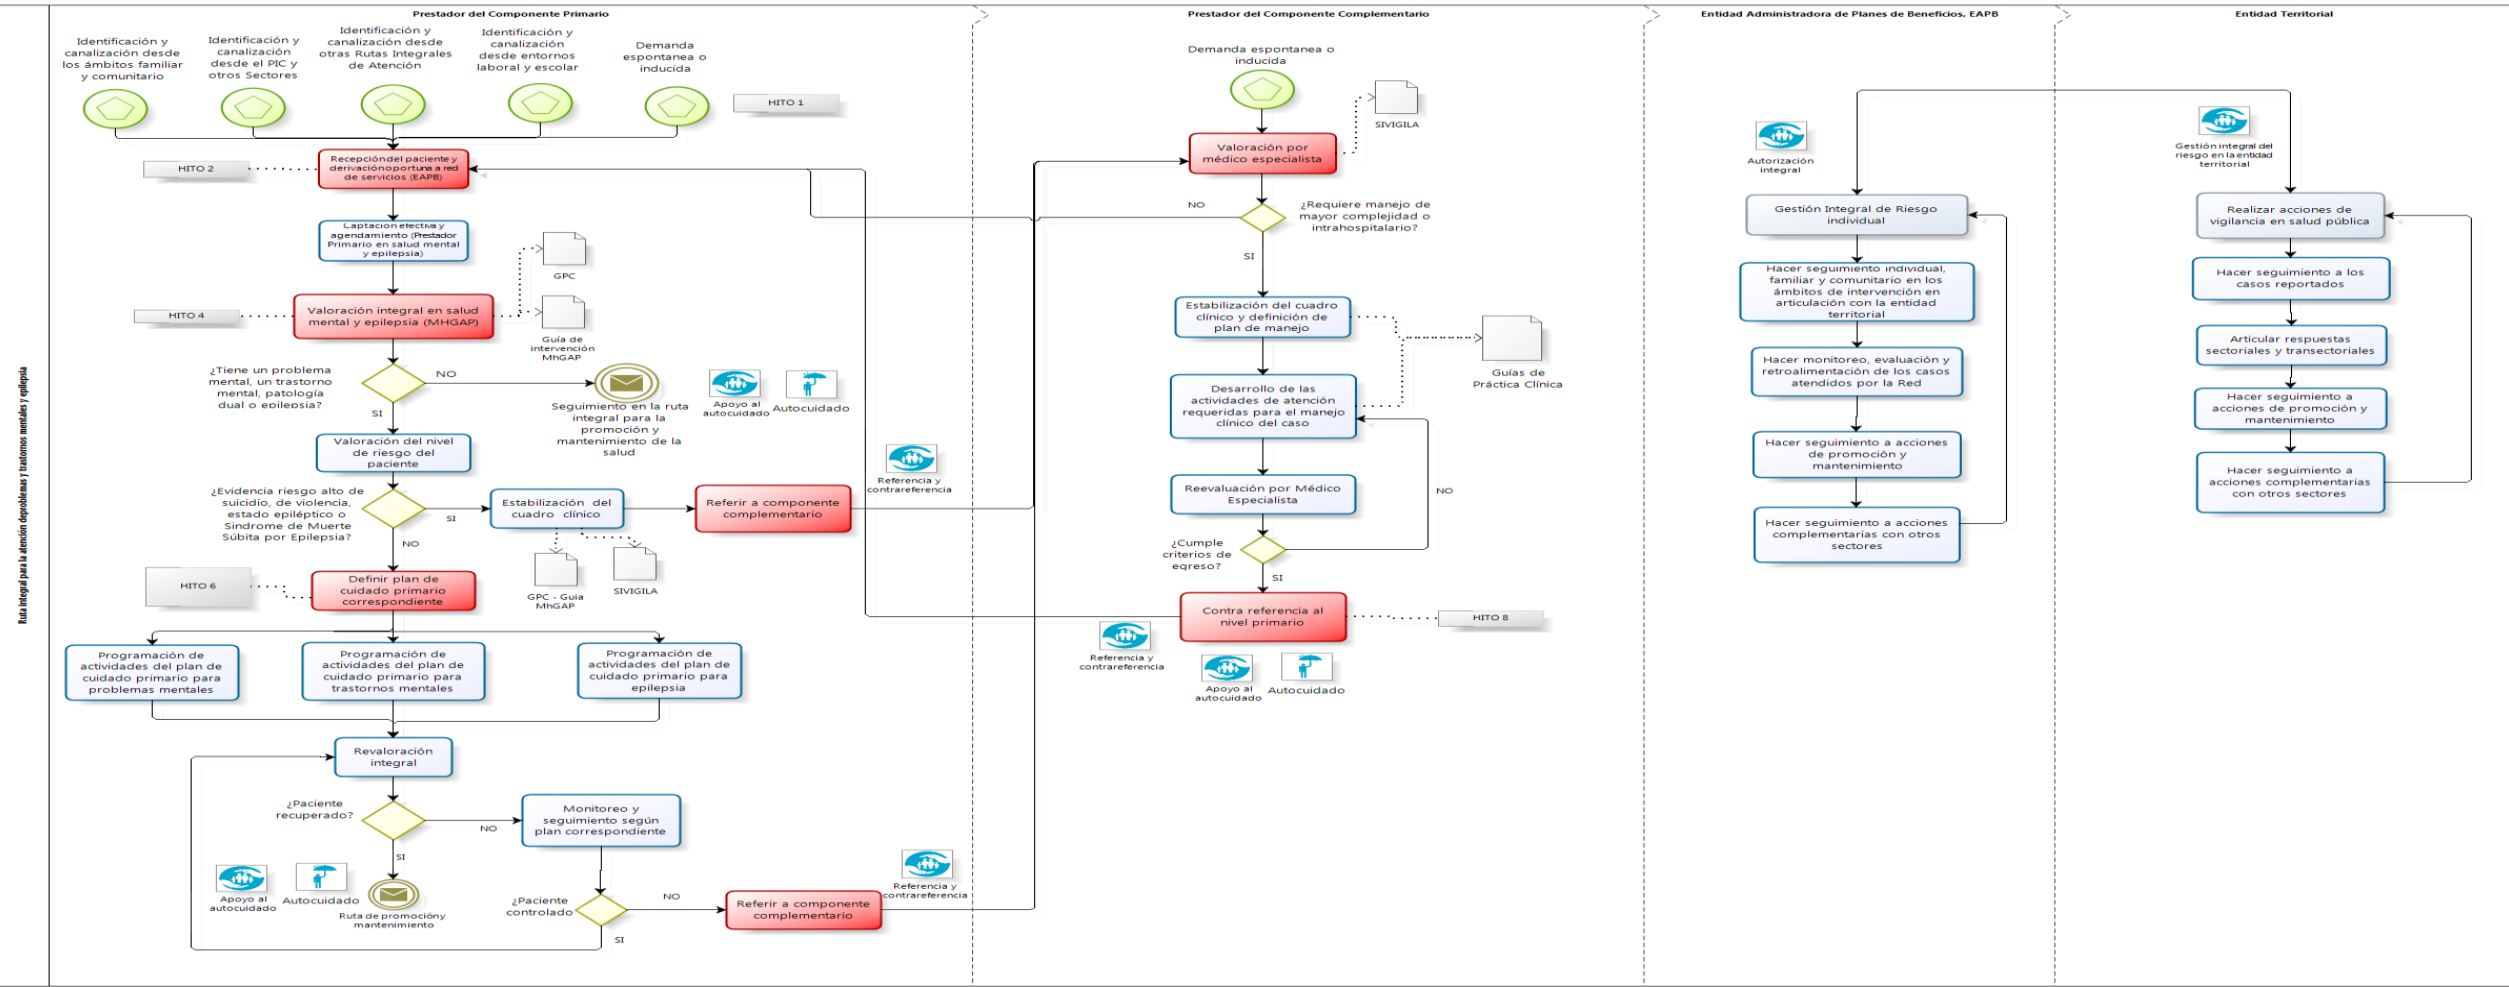 Ruta integral para la atención deproblemas y trastornos mentales y epilepsia
Prestador del Componente Primario
Identificación y
canalización desde
los ámbitos familiar
y comunitario
Identificación y
canalización
desde el PIC y
otros Sectores
Identificación y
canalización desde
otras Rutas Integrales
de Atención
Identificación y
canalización
desde entornos
laboral y escolar
Demanda
espontanea o
inducida
HITO 1
HITO 2
Recepcióndel paciente y
derivaciónoportuna a red
de servicios (EAPB)
Captación efectiva y
agendamiento (Prestador
Primario en salud mental
y epilepsia)
GPC
HITO 4
Valoración integral en salud
mental y epilepsia (MHGAP)
Guía de
intervención
MhGAP
¿Tiene un problema
mental, un trastorno
mental, patología
dual o epilepsia?
NO
SI
Seguimiento en la ruta
integral para la
promoción y
mantenimiento de la
salud
Apoyo al
autocuidado
Autocuidado
Valoración del nivel
de riesgo del
paciente
¿Evidencia riesgo alto de
suicidio, de violencia,
estado epiléptico o
Sindrome de Muerte
Súbita por Epilepsia?
SI
NO
Estabilización del
cuadro clínico
Referir a componente
complementario
Referencia y
contrareferencia
GPC - Guia
MhGAP
SIVIGILA
HITO 6
Definir plan de
cuidado primario
correspondiente
Programación de
actividades del plan de
cuidado primario para
problemas mentales
Programación de
actividades del plan de
cuidado primario para
trastornos mentales
Programación de
actividades del plan de
cuidado primario para
epilepsia
Revaloración
integral
¿Paciente
recuperado?
NO
SI
Monitoreo y
seguimiento según
plan correspondiente
Apoyo al
autocuidado
Autocuidado
Ruta de promocióny
mantenimiento
¿Paciente
controlado
NO
SI
Referir a componente
complementario
Referencia y
contrareferencia
Prestador del Componente Complementario
Demanda espontanea o
inducida
SIVIGILA
Valoración por
médico especialista
NO
¿Requiere manejo de
mayor complejidad o
intrahospitalario?
SI
Estabilización del cuadro
clínico y definición de
plan de manejo
Guías de
Práctica Clínica
Desarrollo de las
actividades de atención
requeridas para el manejo
clínico del caso
Reevaluación por Médico
Especialista
NO
¿Cumple
criterios de
egreso?
SI
Contra referencia al
nivel primario
HITO 8
Referencia y
contrareferencia
Apoyo al
autocuidado
Autocuidado
Entidad Administradora de Planes de Beneficios, EAPB
Autorización
integral
Gestión Integral de Riesgo
individual
Hacer seguimiento individual,
familiar y comunitario en los
ámbitos de intervención en
articulación con la entidad
territorial
Hacer monitoreo, evaluación y
retroalimentación de los casos
atendidos por la Red
Hacer seguimiento a acciones
de promoción y
mantenimiento
Hacer seguimiento a acciones
complementarias con otros
sectores
Entidad Territorial
Gestión integral del
riesgo en la entidad
territorial
Realizar acciones de
vigilancia en salud pública
Hacer seguimiento a los
casos reportados
Articular respuestas
sectoriales y transectoriales
Hacer seguimiento a
acciones de promoción y
mantenimiento
Hacer seguimiento a
acciones complementarias
con otros sectores